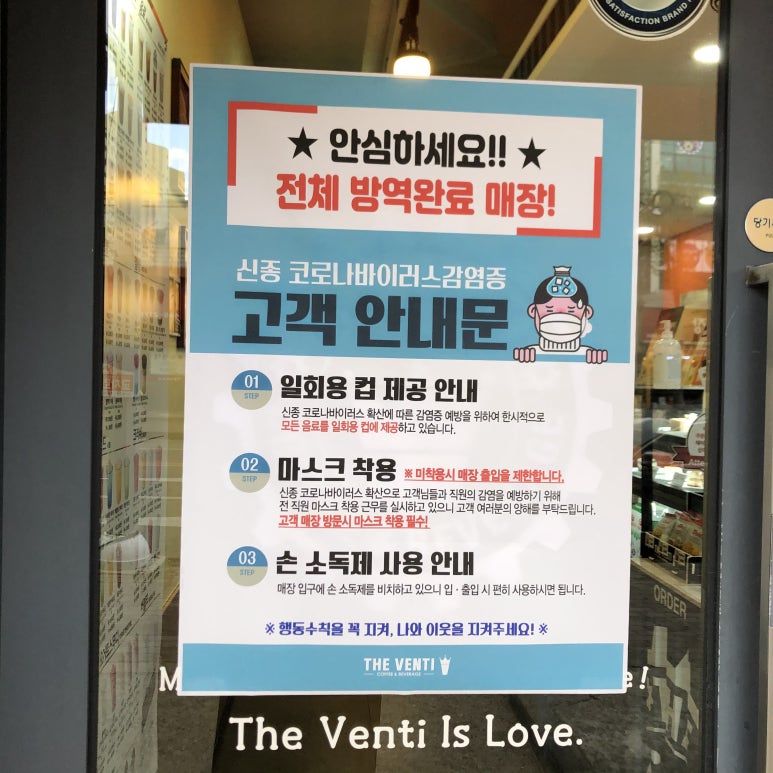 SATISFACTION BRAND
★ 안심하세요!! ★
전체 방역완료 매장!
신종 코로나바이러스감염증
고객 안내문
01 STEP
일회용 컵 제공 안내
신종 코로나바이러스 확산에 따른 감염증 예방을 위하여 한시적으로
모든 음료를 일회용 컵에 제공하고 있습니다.
02 STEP
마스크 착용 ※ 미착용시 매장 출입을 제한합니다.
신종 코로나바이러스 확산으로 고객님들과 직원의 감염을 예방하기 위해
전 직원 마스크 착용 근무를 실시하고 있으니 고객 여러분의 양해를 부탁드립니다.
고객 매장 방문시 마스크 착용 필수!
03 STEP
손 소독제 사용 안내
매장 입구에 손 소독제를 비치하고 있으니 입 · 출입 시 편히 사용하시면 됩니다.
※ 행동수칙을 꼭 지켜, 나와 이웃을 지켜주세요! ※
THE VENTI
COFFEE & BEVERAGE
ORDER
The Venti Is Love.